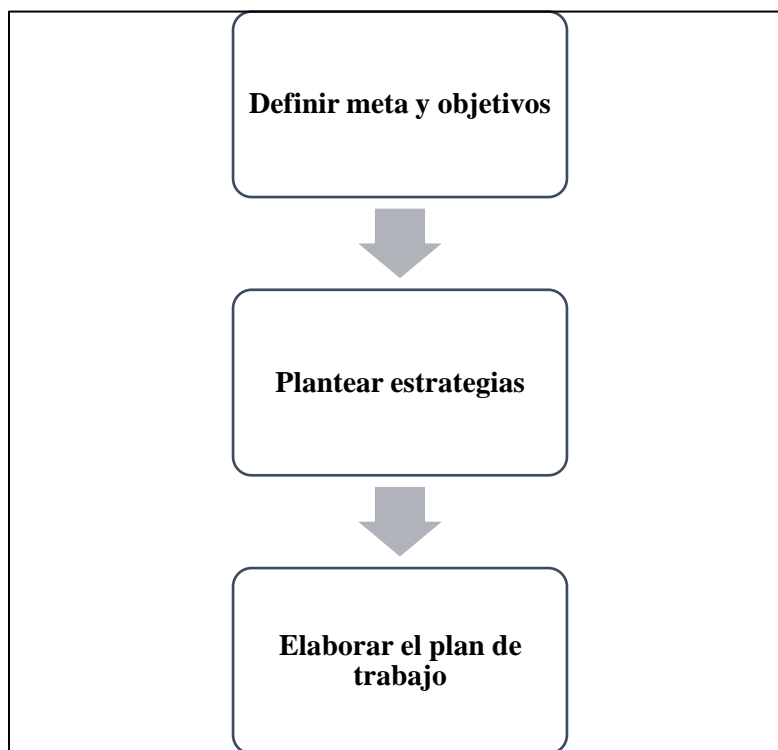 Definir meta y objetivos
Plantear estrategias
Elaborar el plan de
trabajo